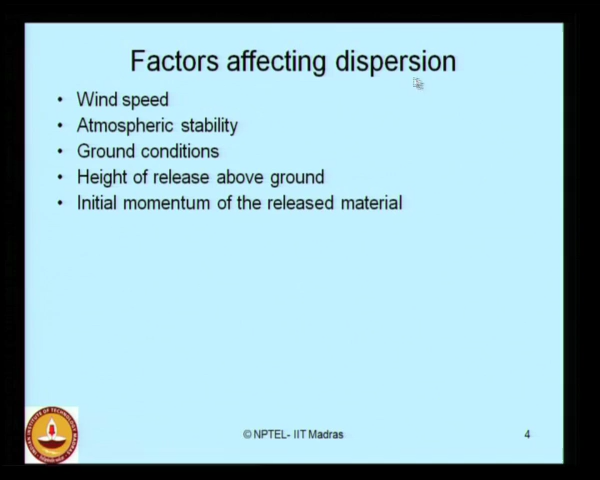 Factors affecting dispersion
• Wind speed
• Atmospheric stability
• Ground conditions
• Height of release above ground
• Initial momentum of the released material
© NPTEL- IIT Madras
4